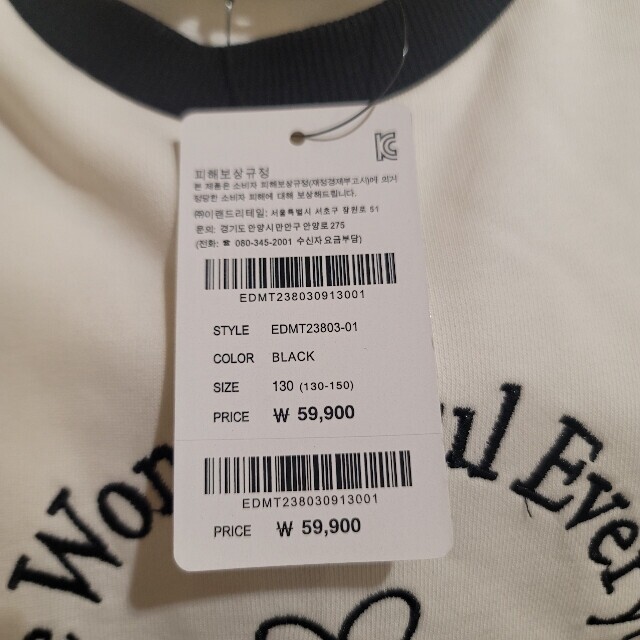 피해보상규정
본 제품은 소비자 피해보상규정(재정경제부고시)에 의거
정당한 소비자 피해에 대해 보상해드립니다.
㈜이랜드리테일: 서울특별시 서초구 잠원로 51
문의: 경기도 안양시 만안구 안양로 275
(전화: ☎ 080-345-2001 수신자 요금부담)
EDMT238030913001
STYLE EDMT23803-01
COLOR BLACK
SIZE 130 (130-150)
PRICE ₩ 59,900
EDMT238030913001
PRICE ₩ 59,900